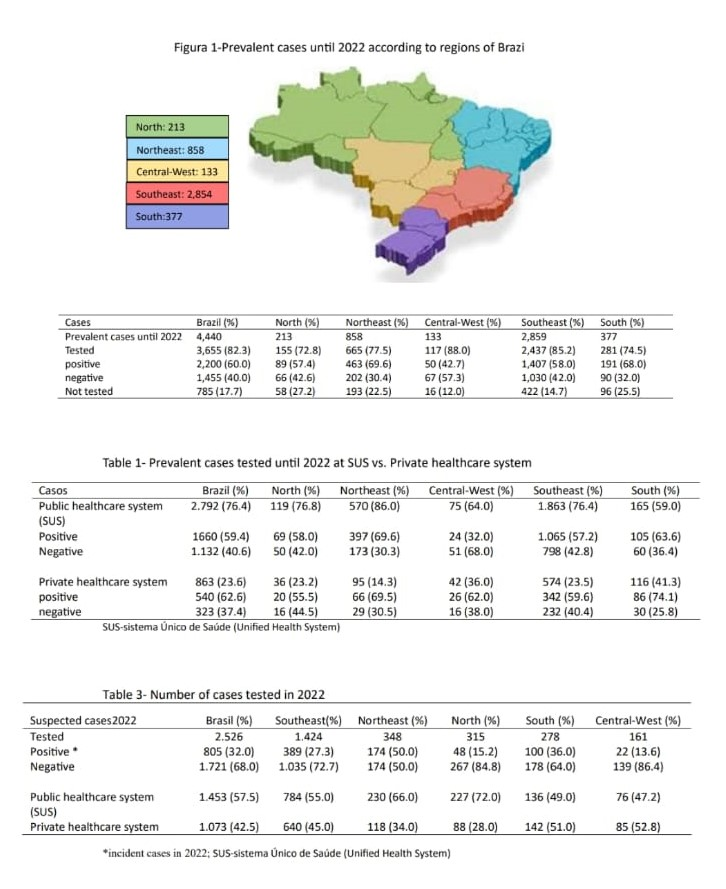 Figura 1-Prevalent cases until 2022 according to regions of Brazi
North: 213
Northeast: 858
Central-West: 133
Southeast: 2,854
South:377
Cases Brazil (%) North (%) Northeast (%) Central-West (%) Southeast (%) South (%)
Prevalent cases until 2022 4,440 213 858 133 2,859 377
Tested 3,655 (82.3) 155 (72.8) 665 (77.5) 117 (88.0) 2,437 (85.2) 281 (74.5)
positive 2,200 (60.0) 89 (57.4) 463 (69.6) 50 (42.7) 1,407 (58.0) 191 (68.0)
negative 1,455 (40.0) 66 (42.6) 202 (30.4) 67 (57.3) 1,030 (42.0) 90 (32.0)
Not tested 785 (17.7) 58 (27.2) 193 (22.5) 16 (12.0) 422 (14.7) 96 (25.5)
Table 1- Prevalent cases tested until 2022 at SUS vs. Private healthcare system
Casos Brazil (%) North (%) Northeast (%) Central-West (%) Southeast (%) South (%)
Public healthcare system 2.792 (76.4) 119 (76.8) 570 (86.0) 75 (64.0) 1.863 (76.4) 165 (59.0)
(SUS)
Positive 1660 (59.4) 69 (58.0) 397 (69.6) 24 (32.0) 1.065 (57.2) 105 (63.6)
Negative 1.132 (40.6) 50 (42.0) 173 (30.3) 51 (68.0) 798 (42.8) 60 (36.4)
Private healthcare system 863 (23.6) 36 (23.2) 95 (14.3) 42 (36.0) 574 (23.5) 116 (41.3)
positive 540 (62.6) 20 (55.5) 66 (69.5) 26 (62.0) 342 (59.6) 86 (74.1)
negative 323 (37.4) 16 (44.5) 29 (30.5) 16 (38.0) 232 (40.4) 30 (25.8)
SUS-sistema Único de Saúde (Unified Health System)
Table 3- Number of cases tested in 2022
Suspected cases2022 Brasil (%) Southeast(%) Northeast (%) North (%) South (%) Central-West (%)
Tested 2.526 1.424 348 315 278 161
Positive * 805 (32.0) 389 (27.3) 174 (50.0) 48 (15.2) 100 (36.0) 22 (13.6)
Negative 1.721 (68.0) 1.035 (72.7) 174 (50.0) 267 (84.8) 178 (64.0) 139 (86.4)
Public healthcare system 1.453 (57.5) 784 (55.0) 230 (66.0) 227 (72.0) 136 (49.0) 76 (47.2)
(SUS)
Private healthcare system 1.073 (42.5) 640 (45.0) 118 (34.0) 88 (28.0) 142 (51.0) 85 (52.8)
*incident cases in 2022; SUS-sistema Único de Saúde (Unified Health System)